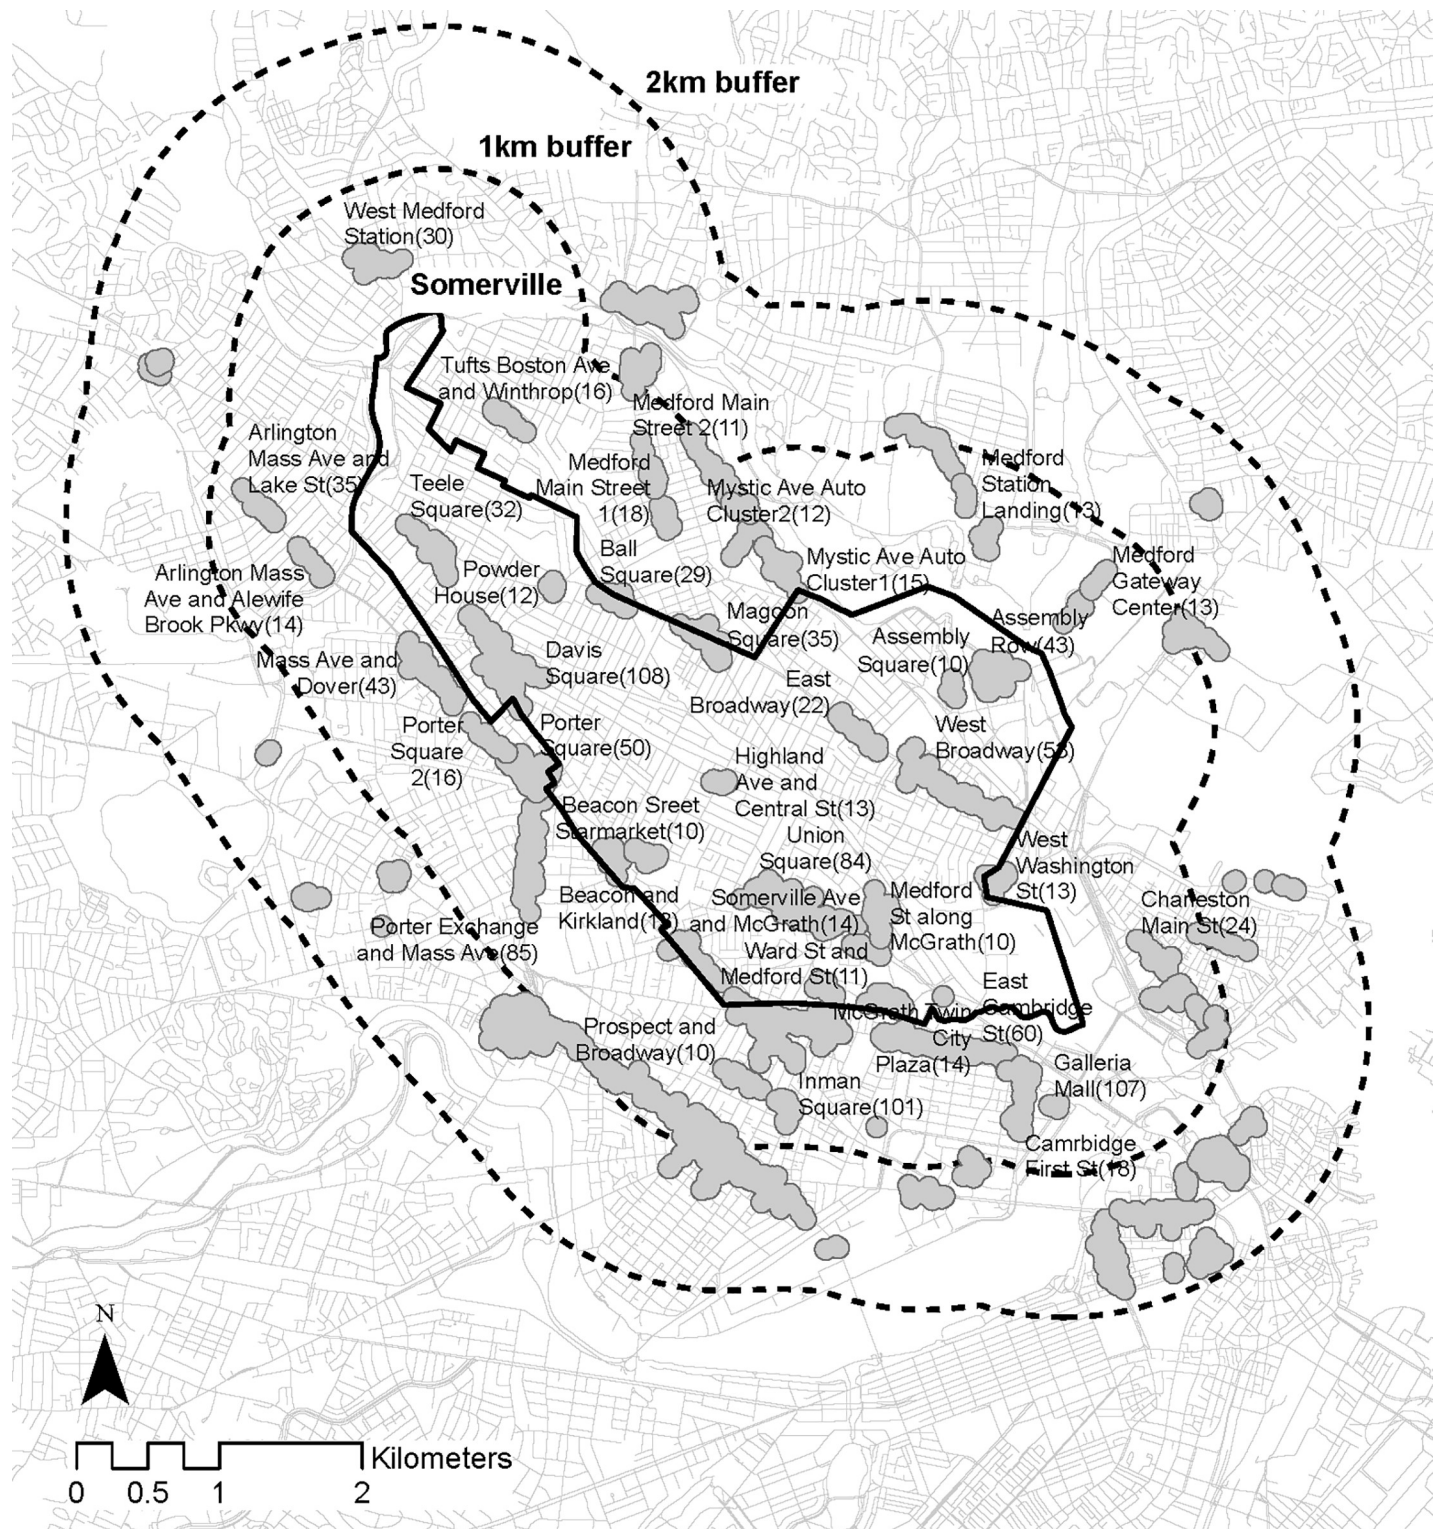 2km buffer
1km buffer
West Medford
Station(30)
Somerville
Tufts Boston Ave
and Winthrop(16)
Medford Main
Street 2(11)
Arlington
Mass Ave and
Lake St(35)
Teele
Square(32)
Medford
Main Street
1(18)
Mystic Ave Auto
Cluster2(12)
Medford
Station
Landing(13)
Ball
Square(29)
Mystic Ave Auto
Cluster1(15)
Medford
Gateway
Center(13)
Powder
House(12)
Arlington Mass
Ave and Alewife
Brook Pkwy(14)
Magoon
Square(35)
Assembly
Row(43)
Assembly
Square(10)
Mass Ave and
Dover(43)
Davis
Square(108)
East
Broadway(22)
Porter
Square
2(16)
Porter
Square(50)
West
Broadway(53)
Highland
Ave and
Central St(13)
Beacon Sreet
Starmarket(10)
Union
Square(84)
West
Washington
St(13)
Beacon and
Kirkland(13)
Somerville Ave
and McGrath(14)
Medford
St along
McGrath(10)
Charleston
Main St(24)
Porter Exchange
and Mass Ave(85)
Ward St and
Medford St(11)
East
Cambridge
St(60)
McGrath Twin
City
Plaza(14)
Prospect and
Broadway(10)
Galleria
Mall(107)
Inman
Square(101)
Camrbidge
First St(18)
N
Kilometers
0 0.5 1 2